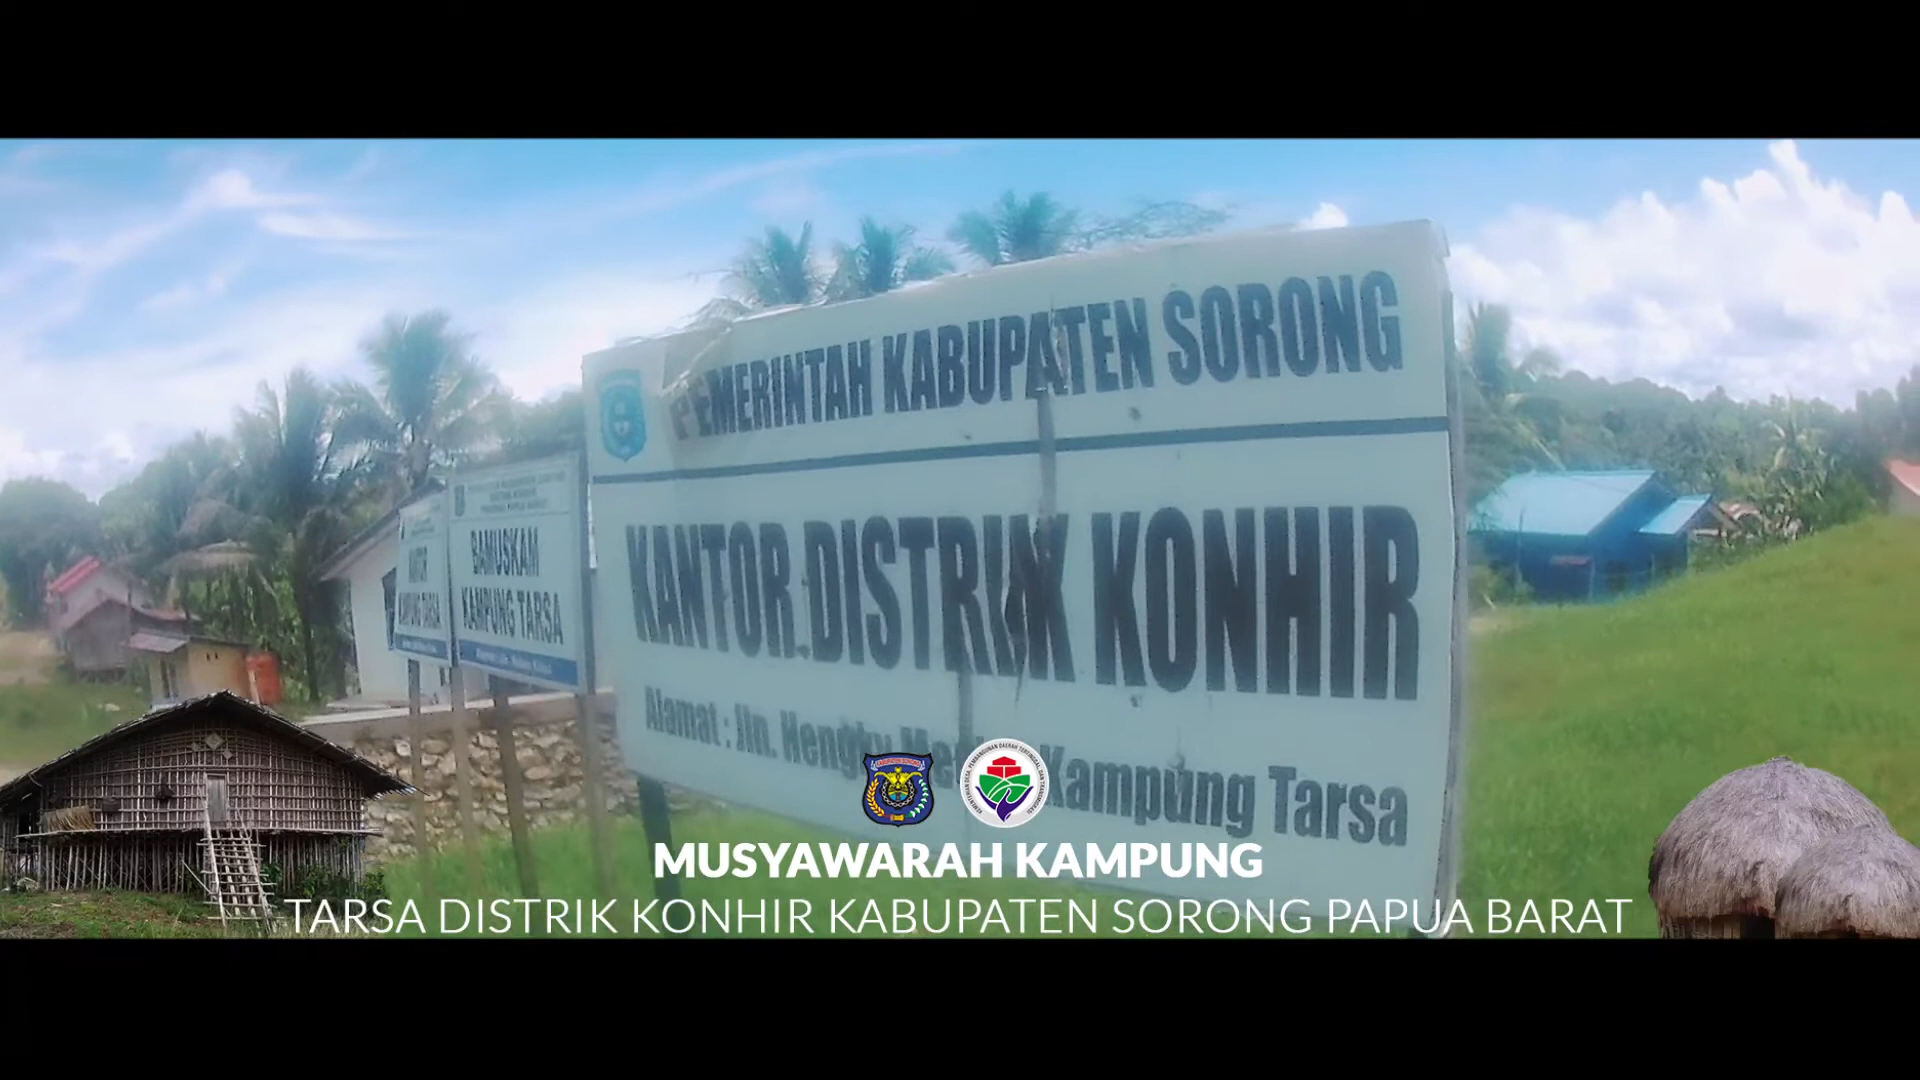 PEMERINTAH KABUPATEN SORONG
KANTOR DISTRIK KONHIR
Alamat : Jln. Kampung Tarsa
KAMPUNG TARSA
BAMUSKAM
KAMPUNG TARSA
MUSYAWARAH KAMPUNG
TARSA DISTRIK KONHIR KABUPATEN SORONG PAPUA BARAT